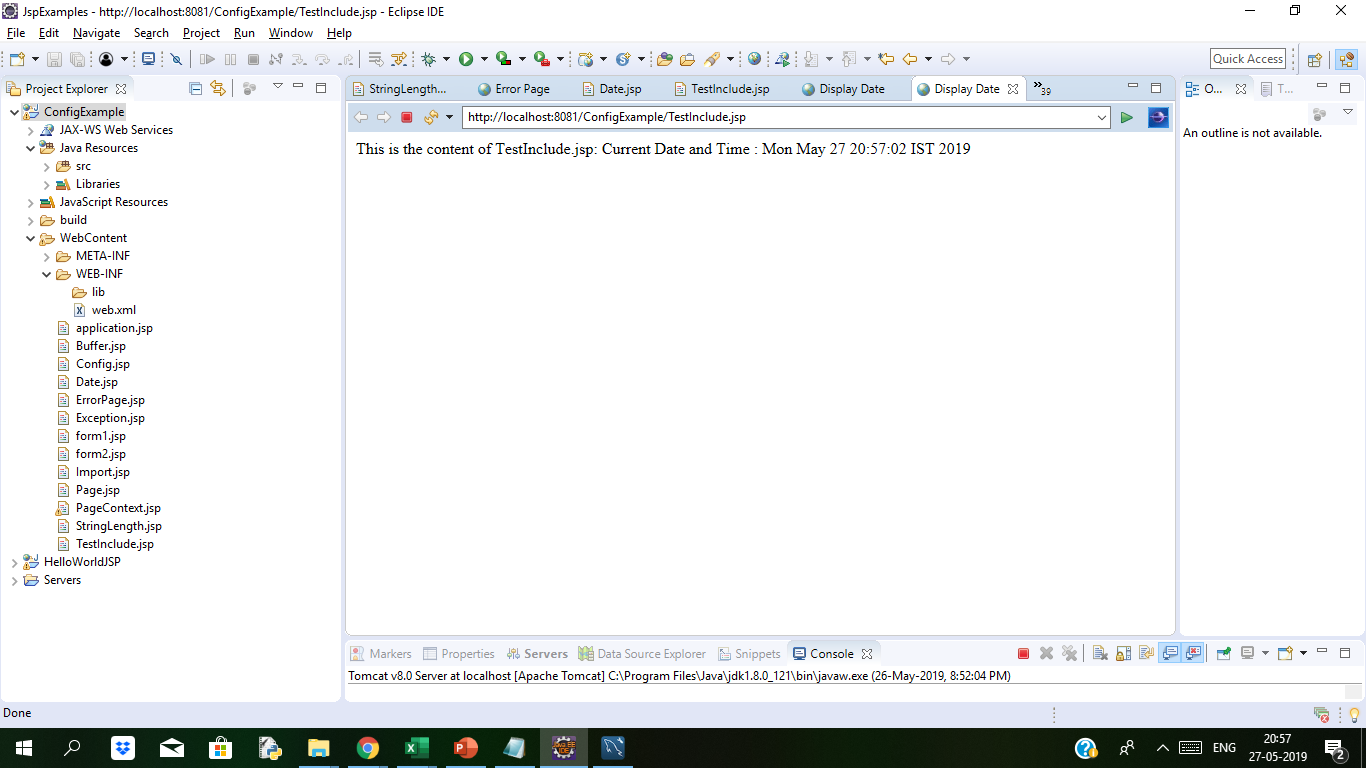 JspExamples - http://localhost:8081/ConfigExample/TestInclude.jsp - Eclipse IDE
File Edit Navigate Search Project Run Window Help
Quick Access
Project Explorer
StringLength... Error Page Date.jsp TestInclude.jsp Display Date Display Date »39
O... T...
ConfigExample
JAX-WS Web Services
Java Resources
src
Libraries
JavaScript Resources
build
WebContent
META-INF
WEB-INF
lib
web.xml
application.jsp
Buffer.jsp
Config.jsp
Date.jsp
ErrorPage.jsp
Exception.jsp
form1.jsp
form2.jsp
Import.jsp
Page.jsp
PageContext.jsp
StringLength.jsp
TestInclude.jsp
HelloWorldJSP
Servers
http://localhost:8081/ConfigExample/TestInclude.jsp
This is the content of TestInclude.jsp: Current Date and Time : Mon May 27 20:57:02 IST 2019
An outline is not available.
Markers Properties Servers Data Source Explorer Snippets Console
Tomcat v8.0 Server at localhost [Apache Tomcat] C:\Program Files\Java\jdk1.8.0_121\bin\javaw.exe (26-May-2019, 8:52:04 PM)
Done
ENG
20:57
27-05-2019
2